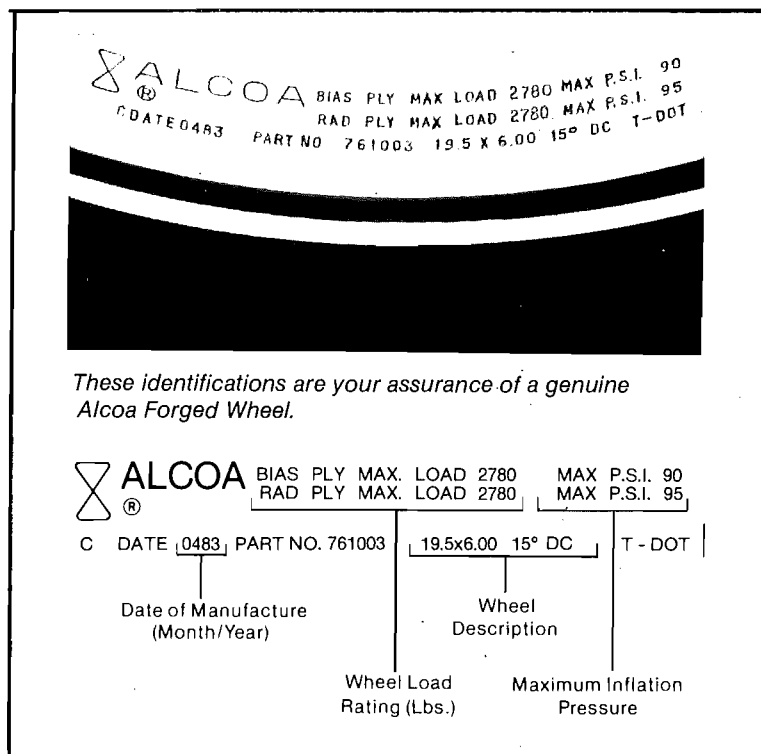 ALCOA BIAS PLY MAX LOAD 2780 MAX P.S.I. 90
® RAD PLY MAX LOAD 2780 MAX P.S.I. 95
C DATE 0483 PART NO 761003 19.5 X 6.00 15° DC T-DOT
These identifications are your assurance of a genuine
Alcoa Forged Wheel.
ALCOA BIAS PLY MAX. LOAD 2780 MAX P.S.I. 90
® RAD PLY MAX. LOAD 2780 MAX P.S.I. 95
C DATE 0483 PART NO. 761003 19.5x6.00 15° DC T - DOT
Date of Manufacture
(Month/Year)
Wheel
Description
Wheel Load
Rating (Lbs.)
Maximum Inflation
Pressure